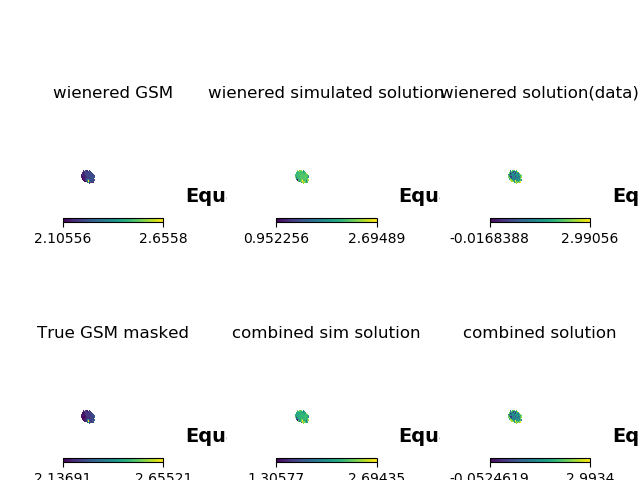 wienered GSM wienered simulated solution wienered solution(data)
Equ Equ Eq
2.10556 2.6558 0.952256 2.69489 -0.0168388 2.99056
True GSM masked combined sim solution combined solution
Equ Equ Eq
2.13691 2.65521 1.30577 2.69435 -0.0524619 2.9934